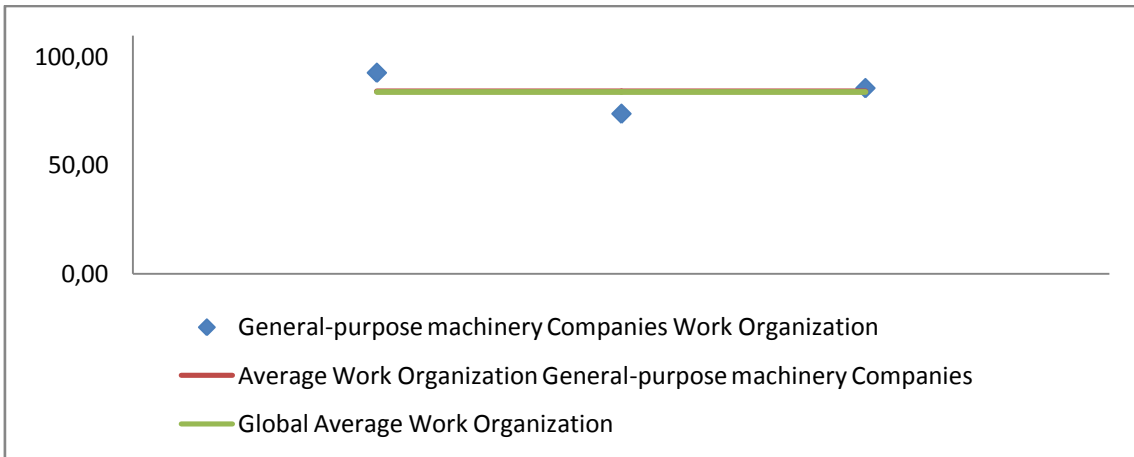 100,00
50,00
0,00
General-purpose machinery Companies Work Organization
Average Work Organization General-purpose machinery Companies
Global Average Work Organization